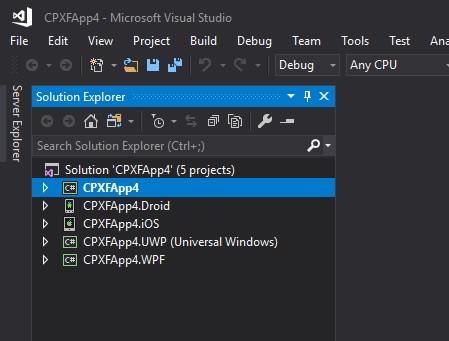 CPXFApp4 - Microsoft Visual Studio
File Edit View Project Build Debug Team Tools Test Ana
Debug Any CPU
Server Explorer
Solution Explorer
Search Solution Explorer (Ctrl+;)
Solution 'CPXFApp4' (5 projects)
C# CPXFApp4
CPXFApp4.Droid
CPXFApp4.iOS
C# CPXFApp4.UWP (Universal Windows)
C# CPXFApp4.WPF